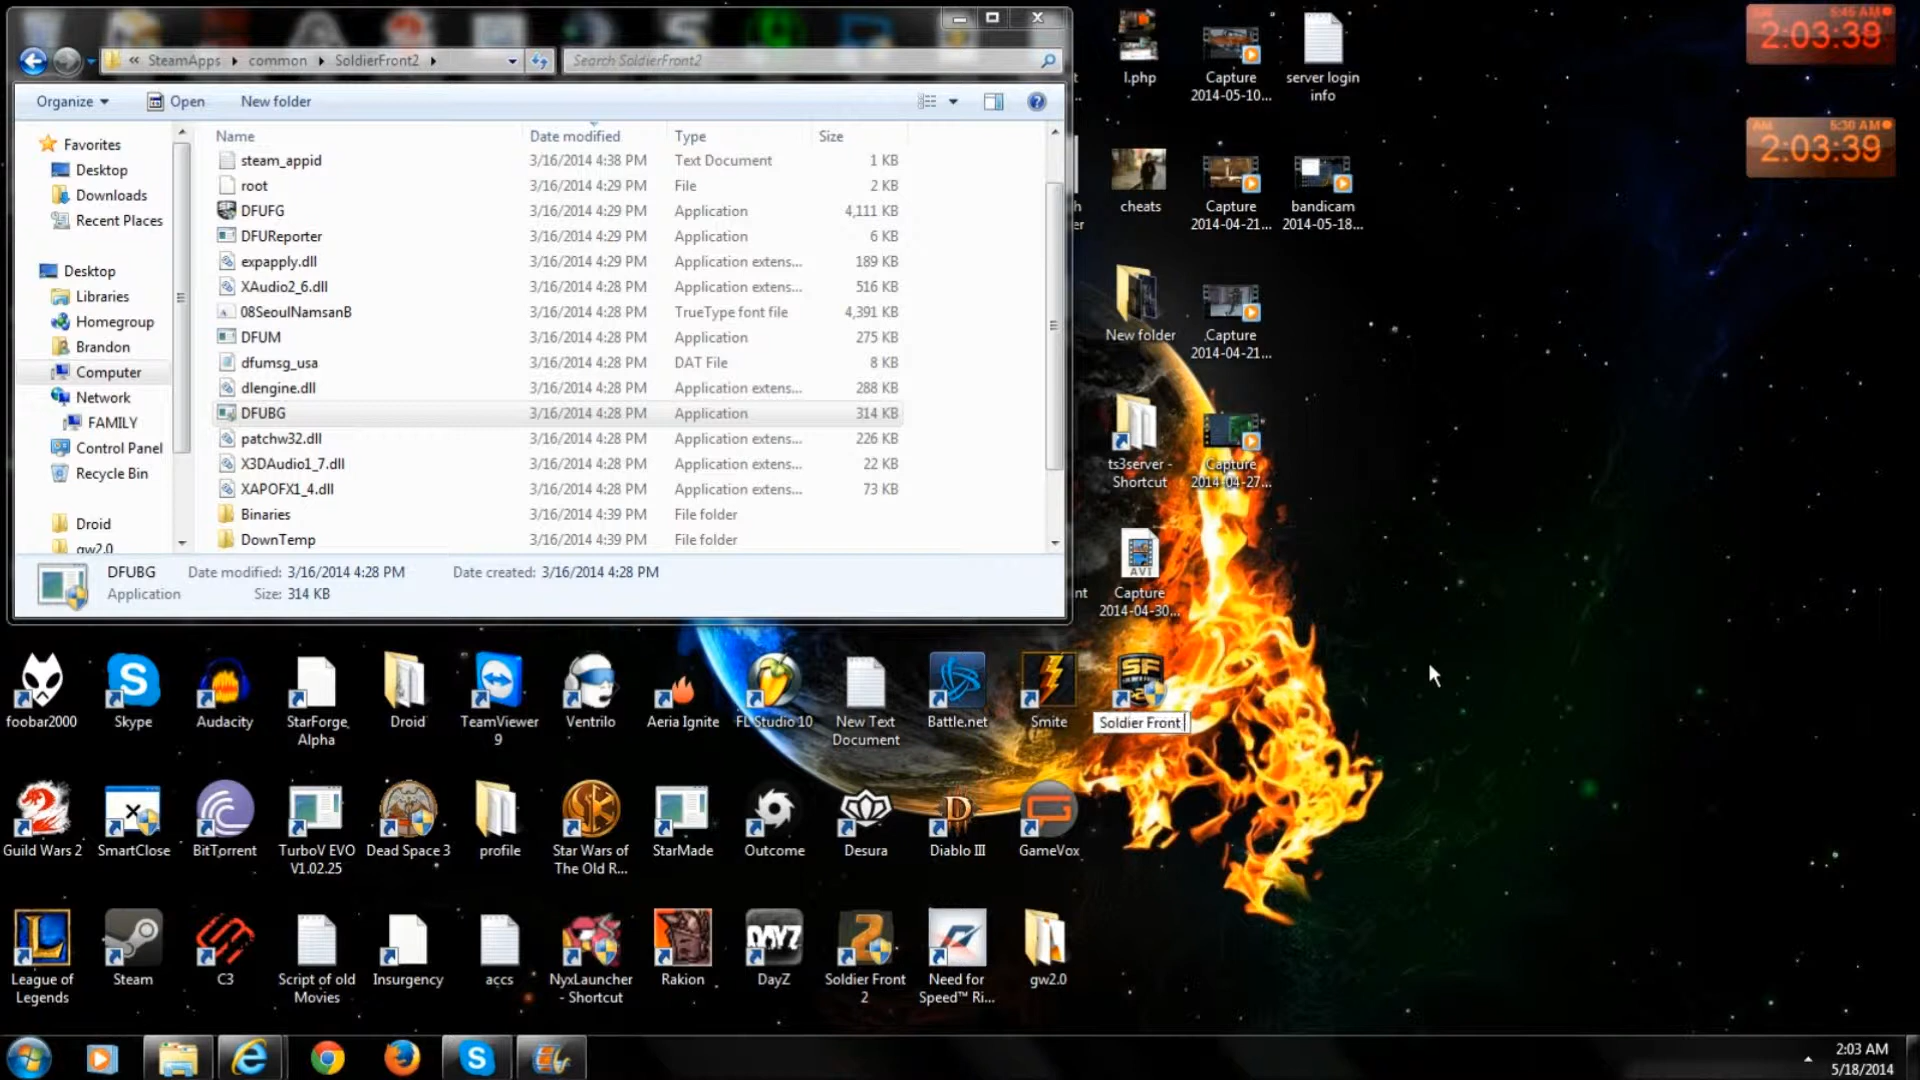 « SteamApps ▸ common ▸ SoldierFront2 ▸
Search SoldierFront2
Organize
Open
New folder
Name
Date modified
Type
Size
Favorites
Desktop
Downloads
Recent Places
Desktop
Libraries
Homegroup
Brandon
Computer
Network
FAMILY
Control Panel
Recycle Bin
Droid
gw2.0
steam_appid 3/16/2014 4:38 PM Text Document 1 KB
root 3/16/2014 4:29 PM File 2 KB
DFUFG 3/16/2014 4:29 PM Application 4,111 KB
DFUReporter 3/16/2014 4:29 PM Application 6 KB
expapply.dll 3/16/2014 4:29 PM Application extens... 189 KB
XAudio2_6.dll 3/16/2014 4:28 PM Application extens... 516 KB
08SeoulNamsanB 3/16/2014 4:28 PM TrueType font file 4,391 KB
DFUM 3/16/2014 4:28 PM Application 275 KB
dfumsg_usa 3/16/2014 4:28 PM DAT File 8 KB
dlengine.dll 3/16/2014 4:28 PM Application extens... 288 KB
DFUBG 3/16/2014 4:28 PM Application 314 KB
patchw32.dll 3/16/2014 4:28 PM Application extens... 226 KB
X3DAudio1_7.dll 3/16/2014 4:28 PM Application extens... 22 KB
XAPOFX1_4.dll 3/16/2014 4:28 PM Application extens... 73 KB
Binaries 3/16/2014 4:39 PM File folder
DownTemp 3/16/2014 4:39 PM File folder
DFUBG Date modified: 3/16/2014 4:28 PM Date created: 3/16/2014 4:28 PM
Application Size: 314 KB
l.php
Capture
2014-05-10...
server login
info
cheats
Capture
2014-04-21...
bandicam
2014-05-18...
New folder
Capture
2014-04-21...
ts3server -
Shortcut
Capture
2014-04-27...
AVI
Capture
2014-04-30...
5:45 AM
2:03:38
AM 5:30 AM
2:03:39
foobar2000
Skype
Audacity
StarForge
Alpha
Droid
TeamViewer
9
Ventrilo
Aeria Ignite
FL Studio 10
New Text
Document
Battle.net
Smite
SF
Soldier Front
Guild Wars 2
SmartClose
BitTorrent
TurboV EVO
V1.02.25
Dead Space 3
profile
Star Wars of
The Old R...
StarMade
Outcome
Desura
Diablo III
GameVox
League of
Legends
Steam
C3
Script of old
Movies
Insurgency
accs
NyxLauncher
- Shortcut
Rakion
DAYZ
DayZ
Soldier Front
2
Need for
Speed™ Ri...
gw2.0
2:03 AM
5/18/2014